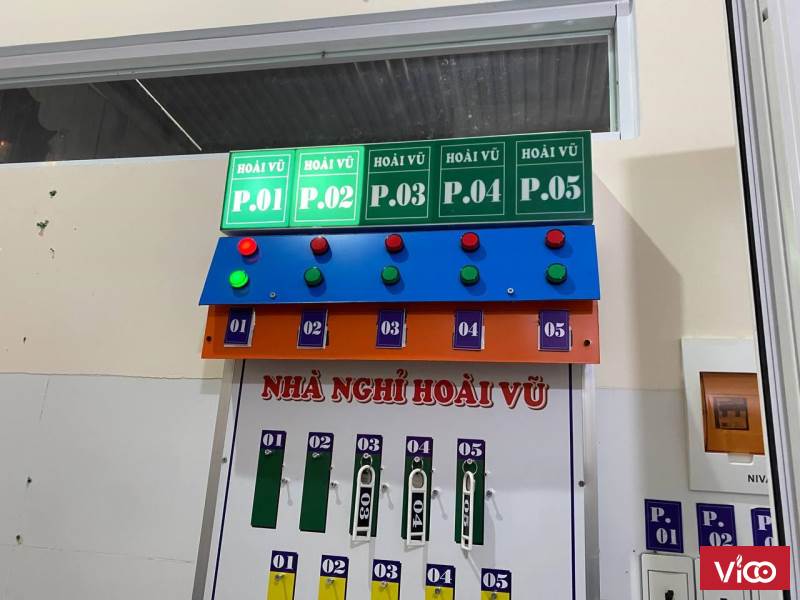 HOÀI VŨ HOÀI VŨ HOÀI VŨ HOÀI VŨ HOÀI VŨ
P.01 P.02 P.03 P.04 P.05
01 02 03 04 05
NHÀ NGHỈ HOÀI VŨ
01 02 03 04 05
03 04 05
01 02 03 04 05
NIVA
P. P. P.
01 02
VICO